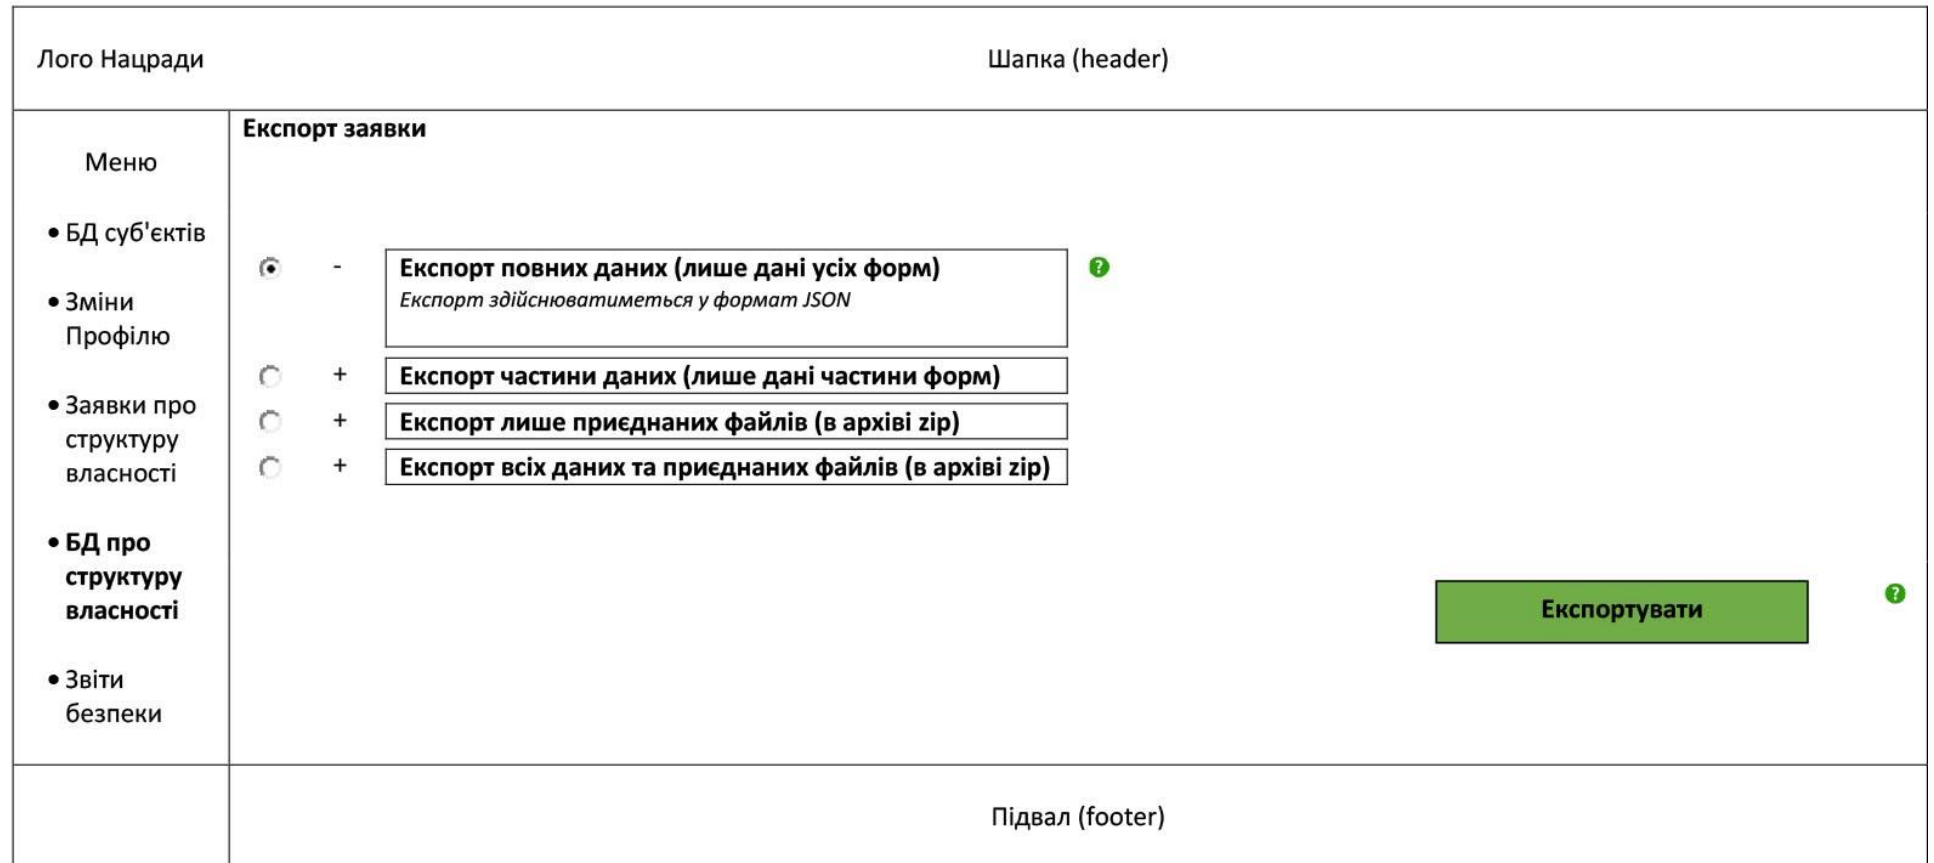 Лого Нацради
Шапка (header)
Меню
• БД суб'єктів
• Зміни
Профілю
• Заявки про
структуру
власності
• БД про
структуру
власності
• Звіти
безпеки
Експорт заявки
- Експорт повних даних (лише дані усіх форм) ?
Експорт здійснюватиметься у формат JSON
+ Експорт частини даних (лише дані частини форм)
+ Експорт лише приєднаних файлів (в архіві zip)
+ Експорт всіх даних та приєднаних файлів (в архіві zip)
Експортувати ?
Підвал (footer)